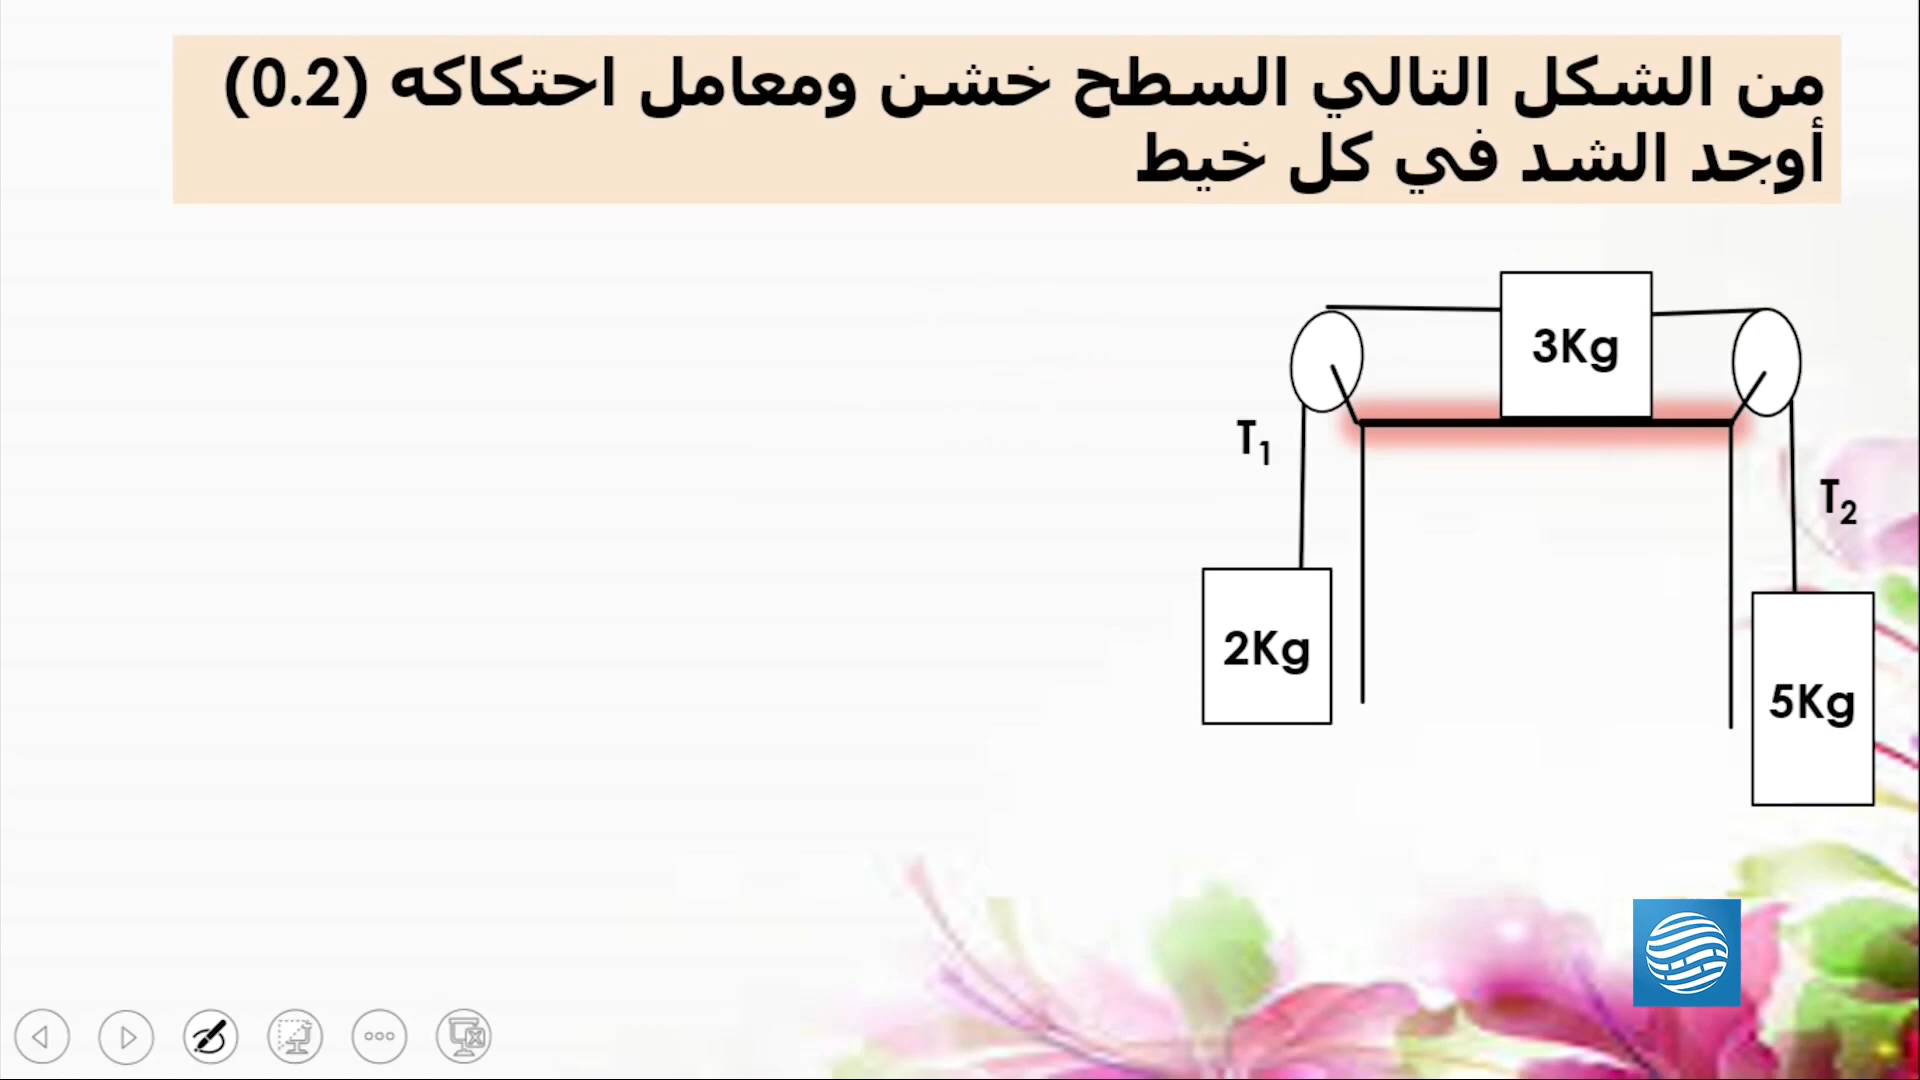 من الشكل التالي السطح خشن ومعامل احتكاكه (0.2)
أوجد الشد في كل خيط
3Kg
T₁
T₂
2Kg
5Kg